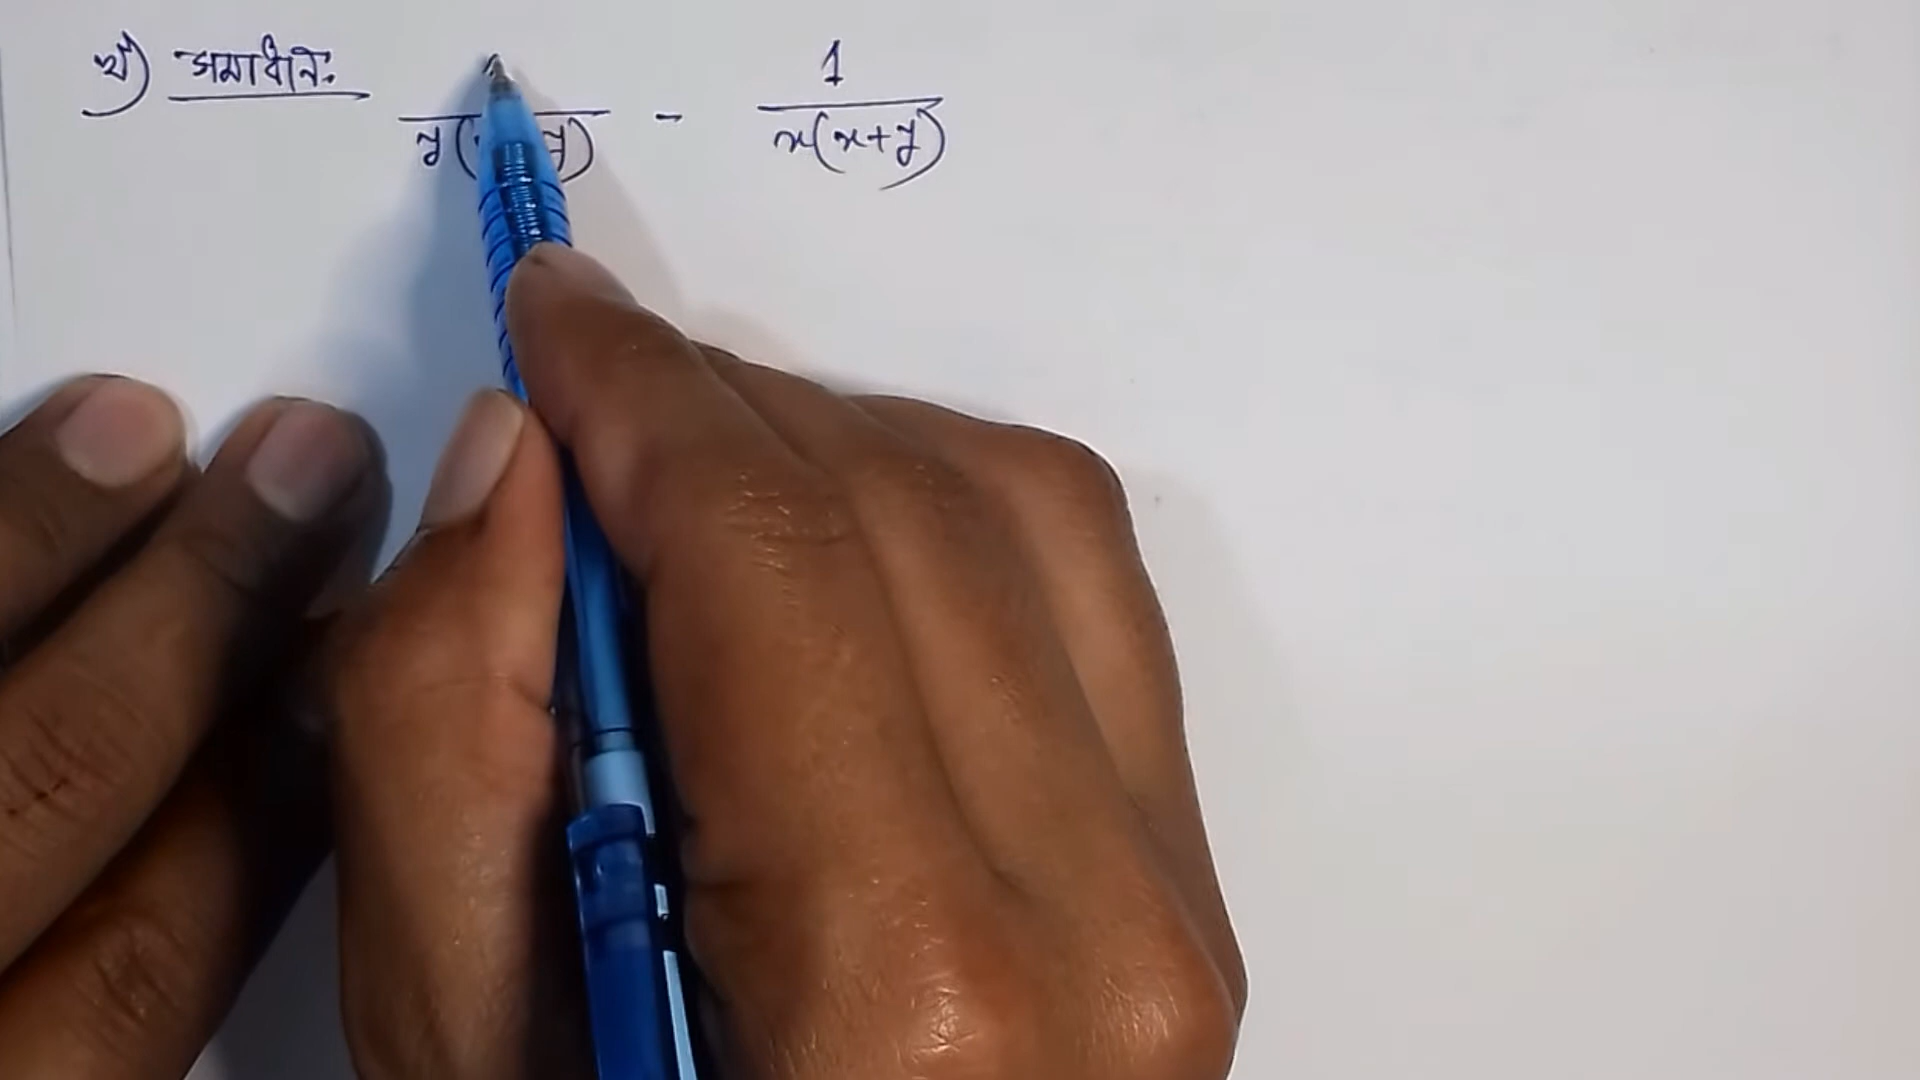 খ) সমাধান: y( y) - 1/x(x+y)